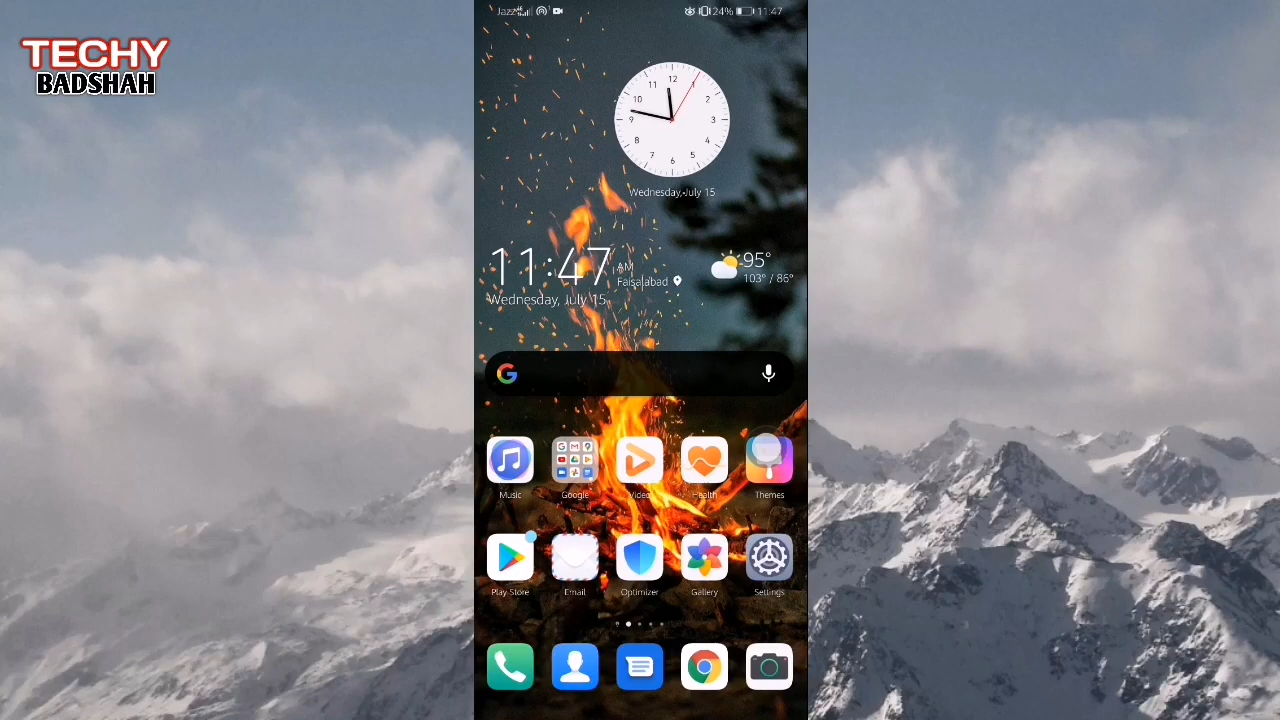 TECHY
BADSHAH
Jazz 24% 11:47
12
11 1
10 2
9 3
8 4
7 5
6
Wednesday, July 15
11:47 AM
Faisalabad
Wednesday, July 15
95°
103° / 86°
Music Google Video Health Themes
Play Store Email Optimizer Gallery Settings